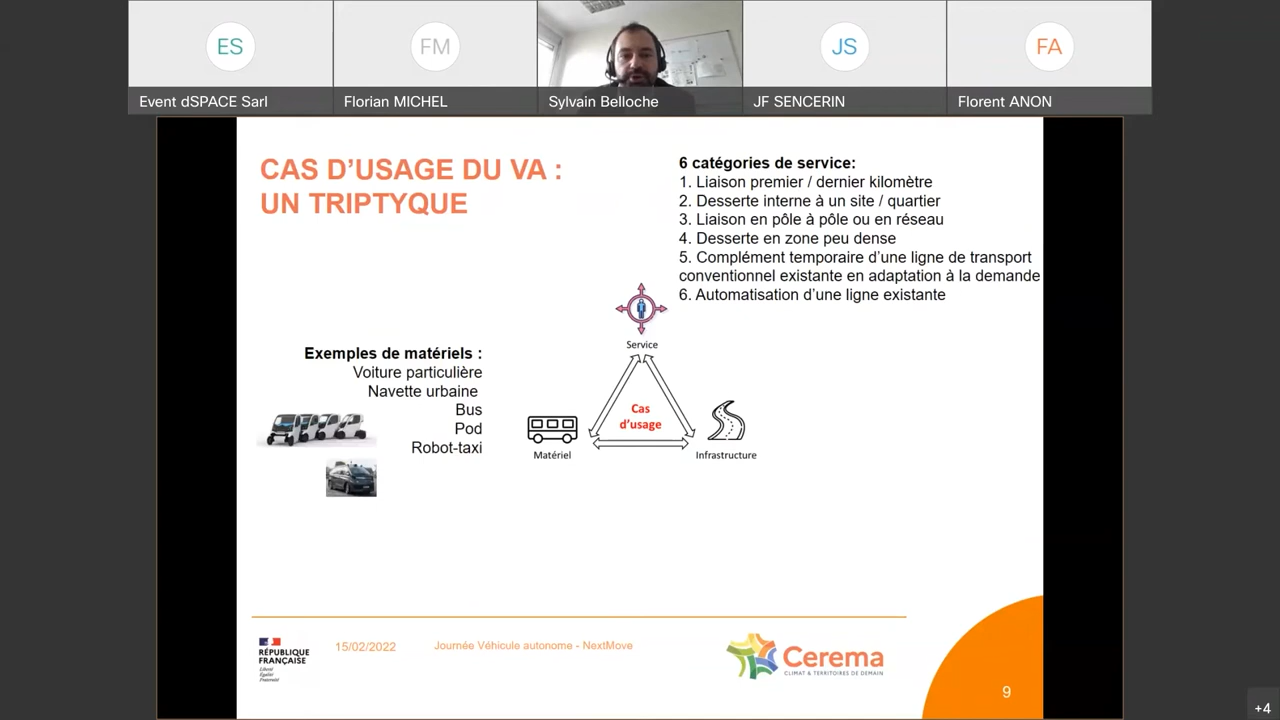 ES
FM
JS
FA
Event dSPACE Sarl
Florian MICHEL
Sylvain Belloche
JF SENCERIN
Florent ANON
CAS D’USAGE DU VA :
UN TRIPTYQUE
6 catégories de service:
1. Liaison premier / dernier kilomètre
2. Desserte interne à un site / quartier
3. Liaison en pôle à pôle ou en réseau
4. Desserte en zone peu dense
5. Complément temporaire d’une ligne de transport
conventionnel existante en adaptation à la demande
6. Automatisation d’une ligne existante
Service
Exemples de matériels :
Voiture particulière
Navette urbaine
Bus
Pod
Robot-taxi
Cas
d’usage
Matériel
Infrastructure
RÉPUBLIQUE
FRANÇAISE
Liberté
Égalité
Fraternité
15/02/2022
Journée Véhicule autonome - NextMove
Cerema
CLIMAT & TERRITOIRES DE DEMAIN
9
+4